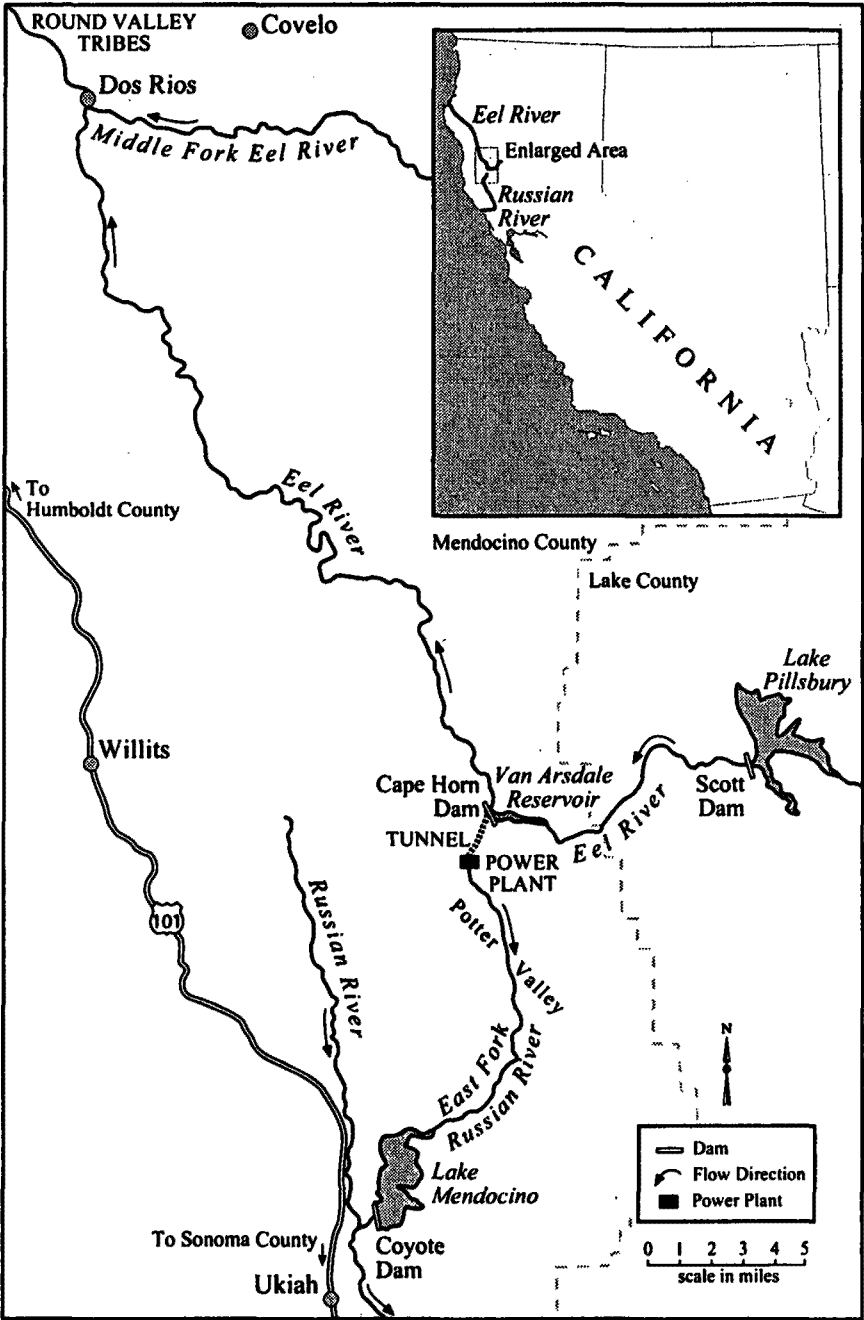 ROUND VALLEY
TRIBES
Covelo
Dos Rios
Middle Fork Eel River
Eel River
Enlarged Area
Russian
River
CALIFORNIA
To
Humboldt County
Eel River
Mendocino County
Lake County
Lake
Pillsbury
Willits
Cape Horn
Dam
Van Arsdale
Reservoir
Scott
Dam
Eel River
TUNNEL
POWER
PLANT
Potter
Valley
101
Russian River
East Fork
Russian River
N
Lake
Mendocino
Dam
Flow Direction
Power Plant
To Sonoma County
Coyote
Dam
Ukiah
0 1 2 3 4 5
scale in miles